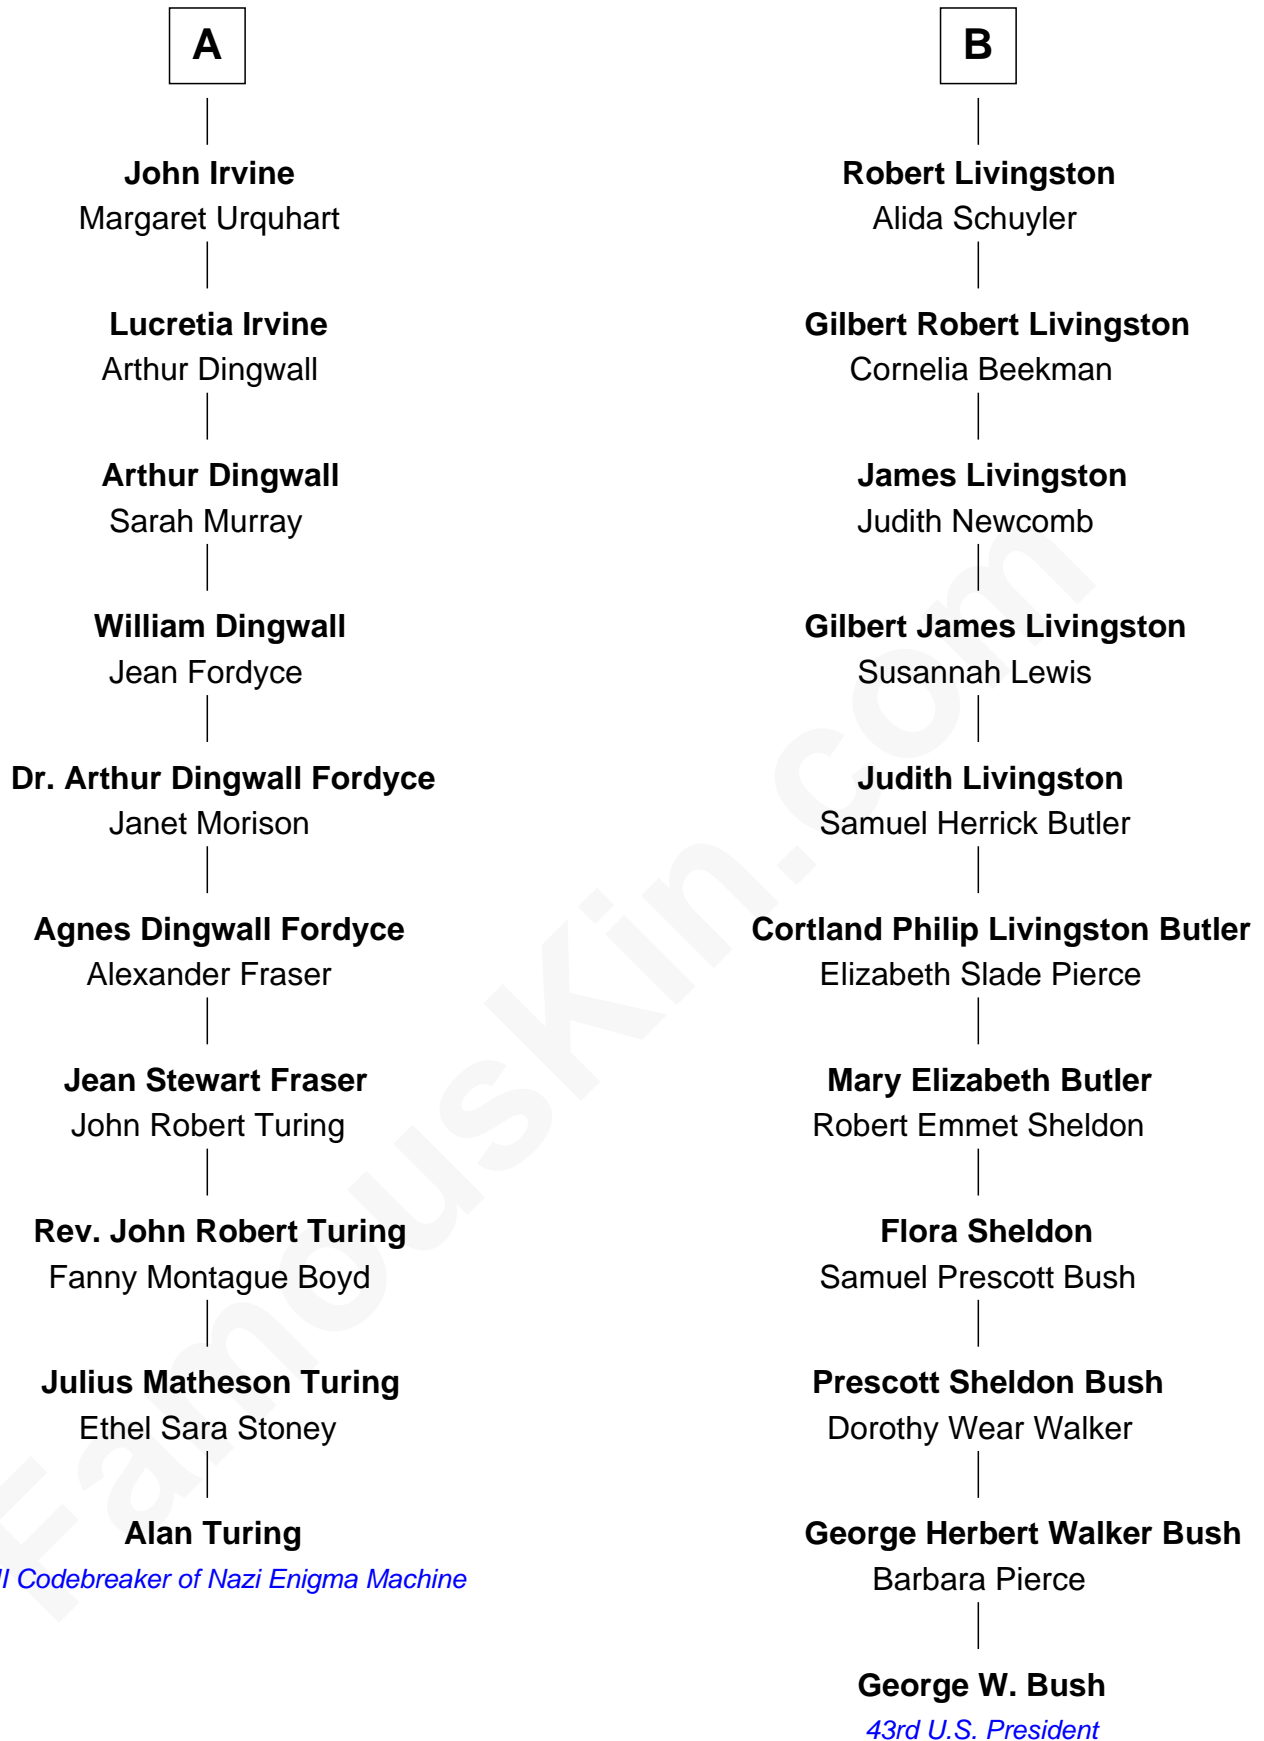 A
John Irvine
Margaret Urquhart
Lucretia Irvine
Arthur Dingwall
Arthur Dingwall
Sarah Murray
William Dingwall
Jean Fordyce
Dr. Arthur Dingwall Fordyce
Janet Morison
Agnes Dingwall Fordyce
Alexander Fraser
Jean Stewart Fraser
John Robert Turing
Rev. John Robert Turing
Fanny Montague Boyd
Julius Matheson Turing
Ethel Sara Stoney
Alan Turing
II Codebreaker of Nazi Enigma Machine
B
Robert Livingston
Alida Schuyler
Gilbert Robert Livingston
Cornelia Beekman
James Livingston
Judith Newcomb
Gilbert James Livingston
Susannah Lewis
Judith Livingston
Samuel Herrick Butler
Cortland Philip Livingston Butler
Elizabeth Slade Pierce
Mary Elizabeth Butler
Robert Emmet Sheldon
Flora Sheldon
Samuel Prescott Bush
Prescott Sheldon Bush
Dorothy Wear Walker
George Herbert Walker Bush
Barbara Pierce
George W. Bush
43rd U.S. President
FamousKin.com